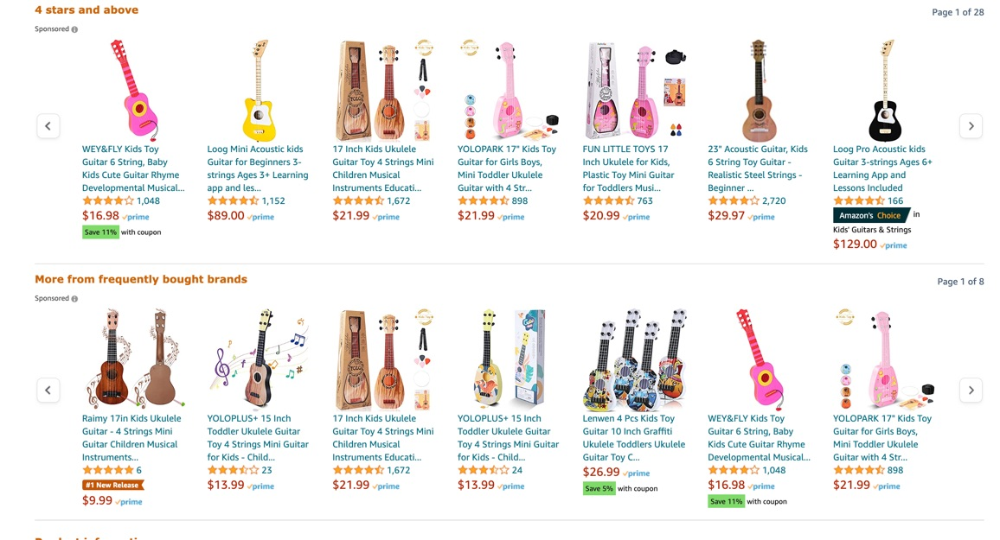 4 stars and above
Page 1 of 28
Sponsored
WEY&FLY Kids Toy
Guitar 6 String, Baby
Kids Cute Guitar Rhyme
Developmental Musical...
1,048
$16.98 prime
Save 11% with coupon
Loog Mini Acoustic kids
Guitar for Beginners 3-
strings Ages 3+ Learning
app and les...
1,152
$89.00 prime
17 Inch Kids Ukulele
Guitar Toy 4 Strings Mini
Children Musical
Instruments Educati...
1,672
$21.99 prime
YOLOPARK 17" Kids Toy
Guitar for Girls Boys,
Mini Toddler Ukulele
Guitar with 4 Str...
898
$21.99 prime
FUN LITTLE TOYS 17
Inch Ukulele for Kids,
Plastic Toy Mini Guitar
for Toddlers Musi...
763
$20.99 prime
23" Acoustic Guitar, Kids
6 String Toy Guitar -
Realistic Steel Strings -
Beginner ...
2,720
$29.97 prime
Loog Pro Acoustic kids
Guitar 3-strings Ages 6+
Learning App and
Lessons Included
166
Amazon's Choice in
Kids' Guitars & Strings
$129.00 prime
More from frequently bought brands
Page 1 of 8
Sponsored
Raimy 17in Kids Ukulele
Guitar - 4 Strings Mini
Guitar Children Musical
Instruments...
6
#1 New Release
$9.99 prime
YOLOPLUS+ 15 Inch
Toddler Ukulele Guitar
Toy 4 Strings Mini Guitar
for Kids - Child...
23
$13.99 prime
17 Inch Kids Ukulele
Guitar Toy 4 Strings Mini
Children Musical
Instruments Educati...
1,672
$21.99 prime
YOLOPLUS+ 15 Inch
Toddler Ukulele Guitar
Toy 4 Strings Mini Guitar
for Kids - Child...
24
$13.99 prime
Lenwen 4 Pcs Kids Toy
Guitar 10 Inch Graffiti
Ukulele Toddlers Ukulele
Guitar Toy C...
$26.99 prime
Save 5% with coupon
WEY&FLY Kids Toy
Guitar 6 String, Baby
Kids Cute Guitar Rhyme
Developmental Musical...
1,048
$16.98 prime
Save 11% with coupon
YOLOPARK 17" Kids Toy
Guitar for Girls Boys,
Mini Toddler Ukulele
Guitar with 4 Str...
898
$21.99 prime